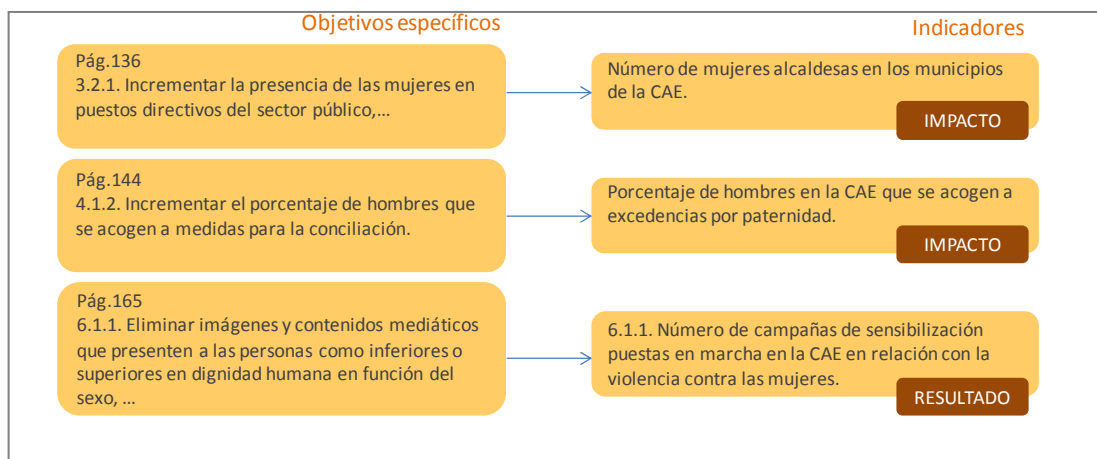 Objetivos específicos
Indicadores
Pág.136
3.2.1. Incrementar la presencia de las mujeres en
puestos directivos del sector público,...
Número de mujeres alcaldesas en los municipios
de la CAE.
IMPACTO
Pág.144
4.1.2. Incrementar el porcentaje de hombres que
se acogen a medidas para la conciliación.
Porcentaje de hombres en la CAE que se acogen a
excedencias por paternidad.
IMPACTO
Pág.165
6.1.1. Eliminar imágenes y contenidos mediáticos
que presenten a las personas como inferiores o
superiores en dignidad humana en función del
sexo, ...
6.1.1. Número de campañas de sensibilización
puestas en marcha en la CAE en relación con la
violencia contra las mujeres.
RESULTADO